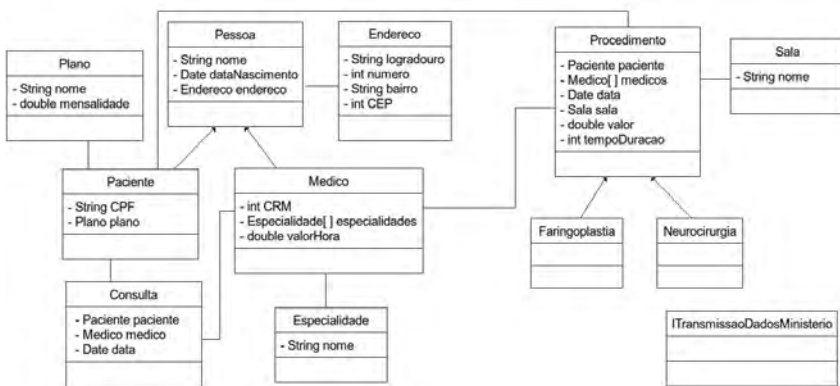 Plano
- String nome
- double mensalidade
Pessoa
- String nome
- Date dataNascimento
- Endereco endereco
Endereco
- String logradouro
- int numero
- String bairro
- int CEP
Procedimento
- Paciente paciente
- Medico[ ] medicos
- Date data
- Sala sala
- double valor
- int tempoDuracao
Sala
- String nome
Paciente
- String CPF
- Plano plano
Medico
- int CRM
- Especialidade[ ] especialidades
- double valorHora
Faringoplastia
Neurocirurgia
Consulta
- Paciente paciente
- Medico medico
- Date data
Especialidade
- String nome
ITransmissaoDadosMinisterio